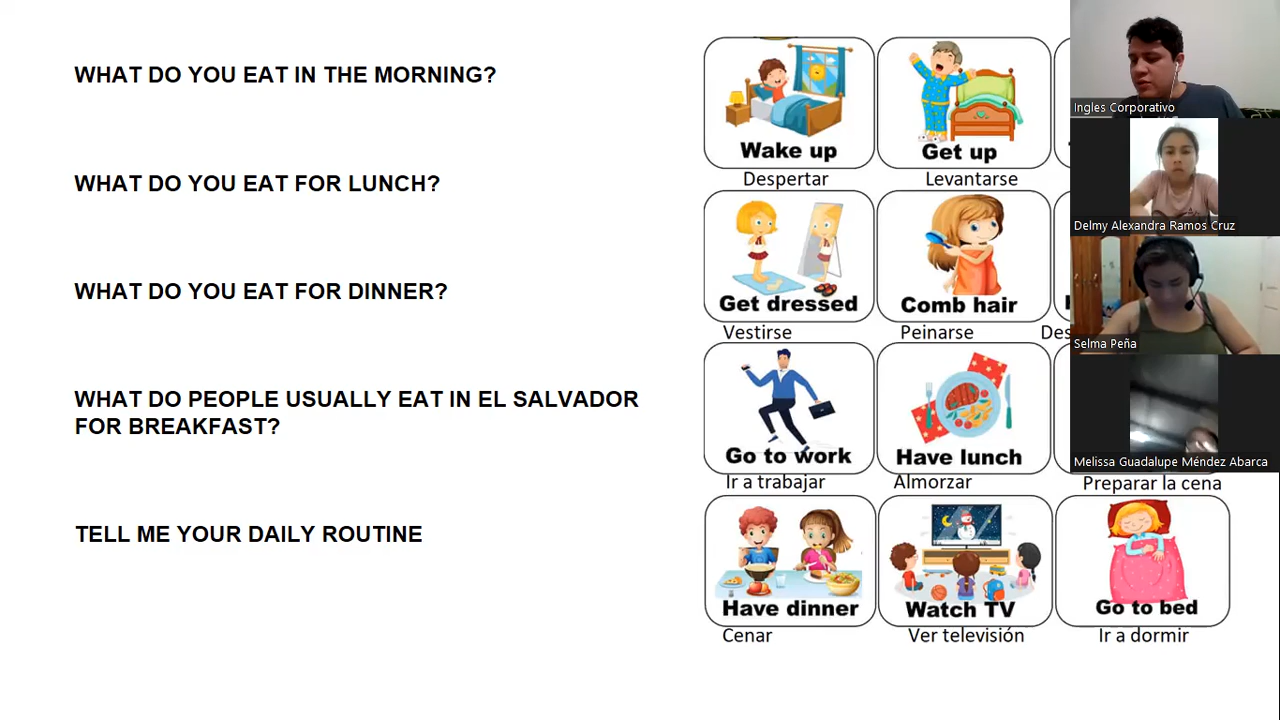 WHAT DO YOU EAT IN THE MORNING?
WHAT DO YOU EAT FOR LUNCH?
WHAT DO YOU EAT FOR DINNER?
WHAT DO PEOPLE USUALLY EAT IN EL SALVADOR
FOR BREAKFAST?
TELL ME YOUR DAILY ROUTINE
Wake up
Get up
Despertar
Levantarse
Get dressed
Comb hair
Vestirse
Peinarse
Des
Go to work
Have lunch
Ir a trabajar
Almorzar
Preparar la cena
Have dinner
Watch TV
Go to bed
Cenar
Ver televisión
Ir a dormir
Ingles Corporativo
Delmy Alexandra Ramos Cruz
Selma Peña
Melissa Guadalupe Méndez Abarca